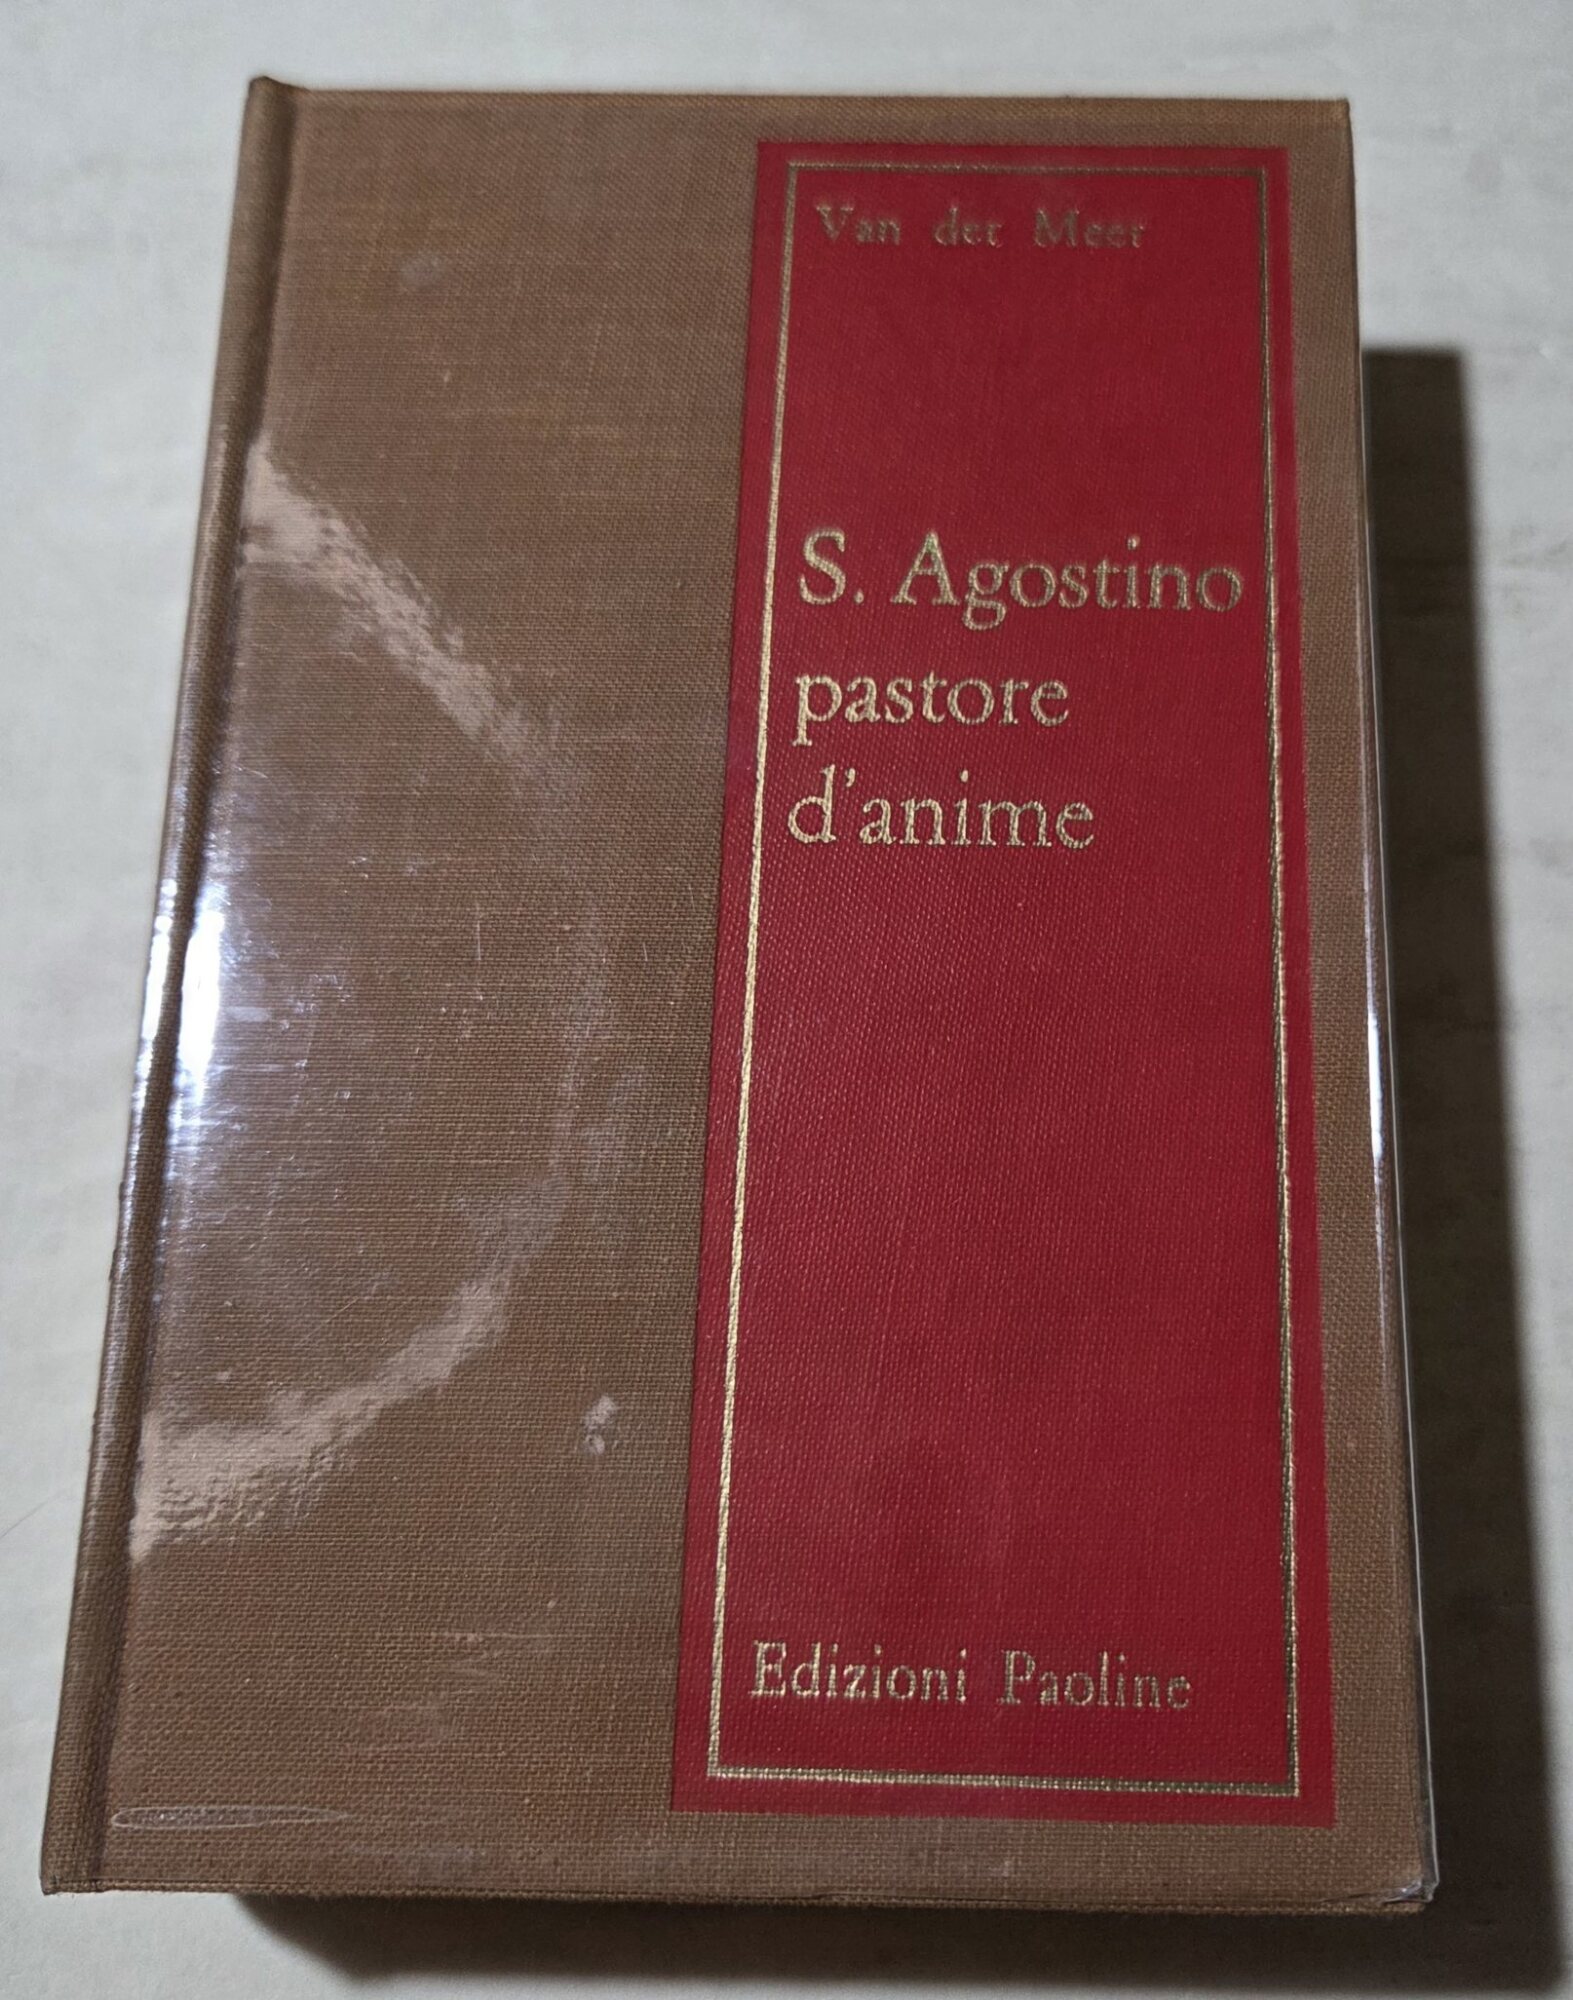 Van der Meer
S. Agostino
pastore
d'anime
Edizioni Paoline